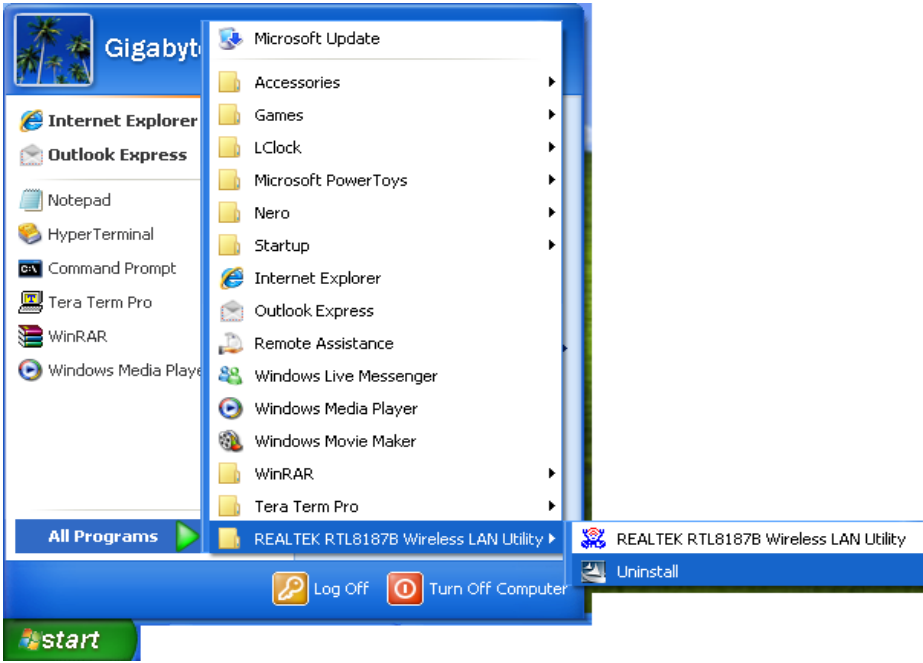 Gigabyt
Internet Explorer
Outlook Express
Notepad
HyperTerminal
C:\
Command Prompt
Tera Term Pro
WinRAR
Windows Media Playe
All Programs
Microsoft Update
Accessories
Games
LClock
Microsoft PowerToys
Nero
Startup
Internet Explorer
Outlook Express
Remote Assistance
Windows Live Messenger
Windows Media Player
Windows Movie Maker
WinRAR
Tera Term Pro
REALTEK RTL8187B Wireless LAN Utility
REALTEK RTL8187B Wireless LAN Utility
Uninstall
Log Off
Turn Off Computer
start